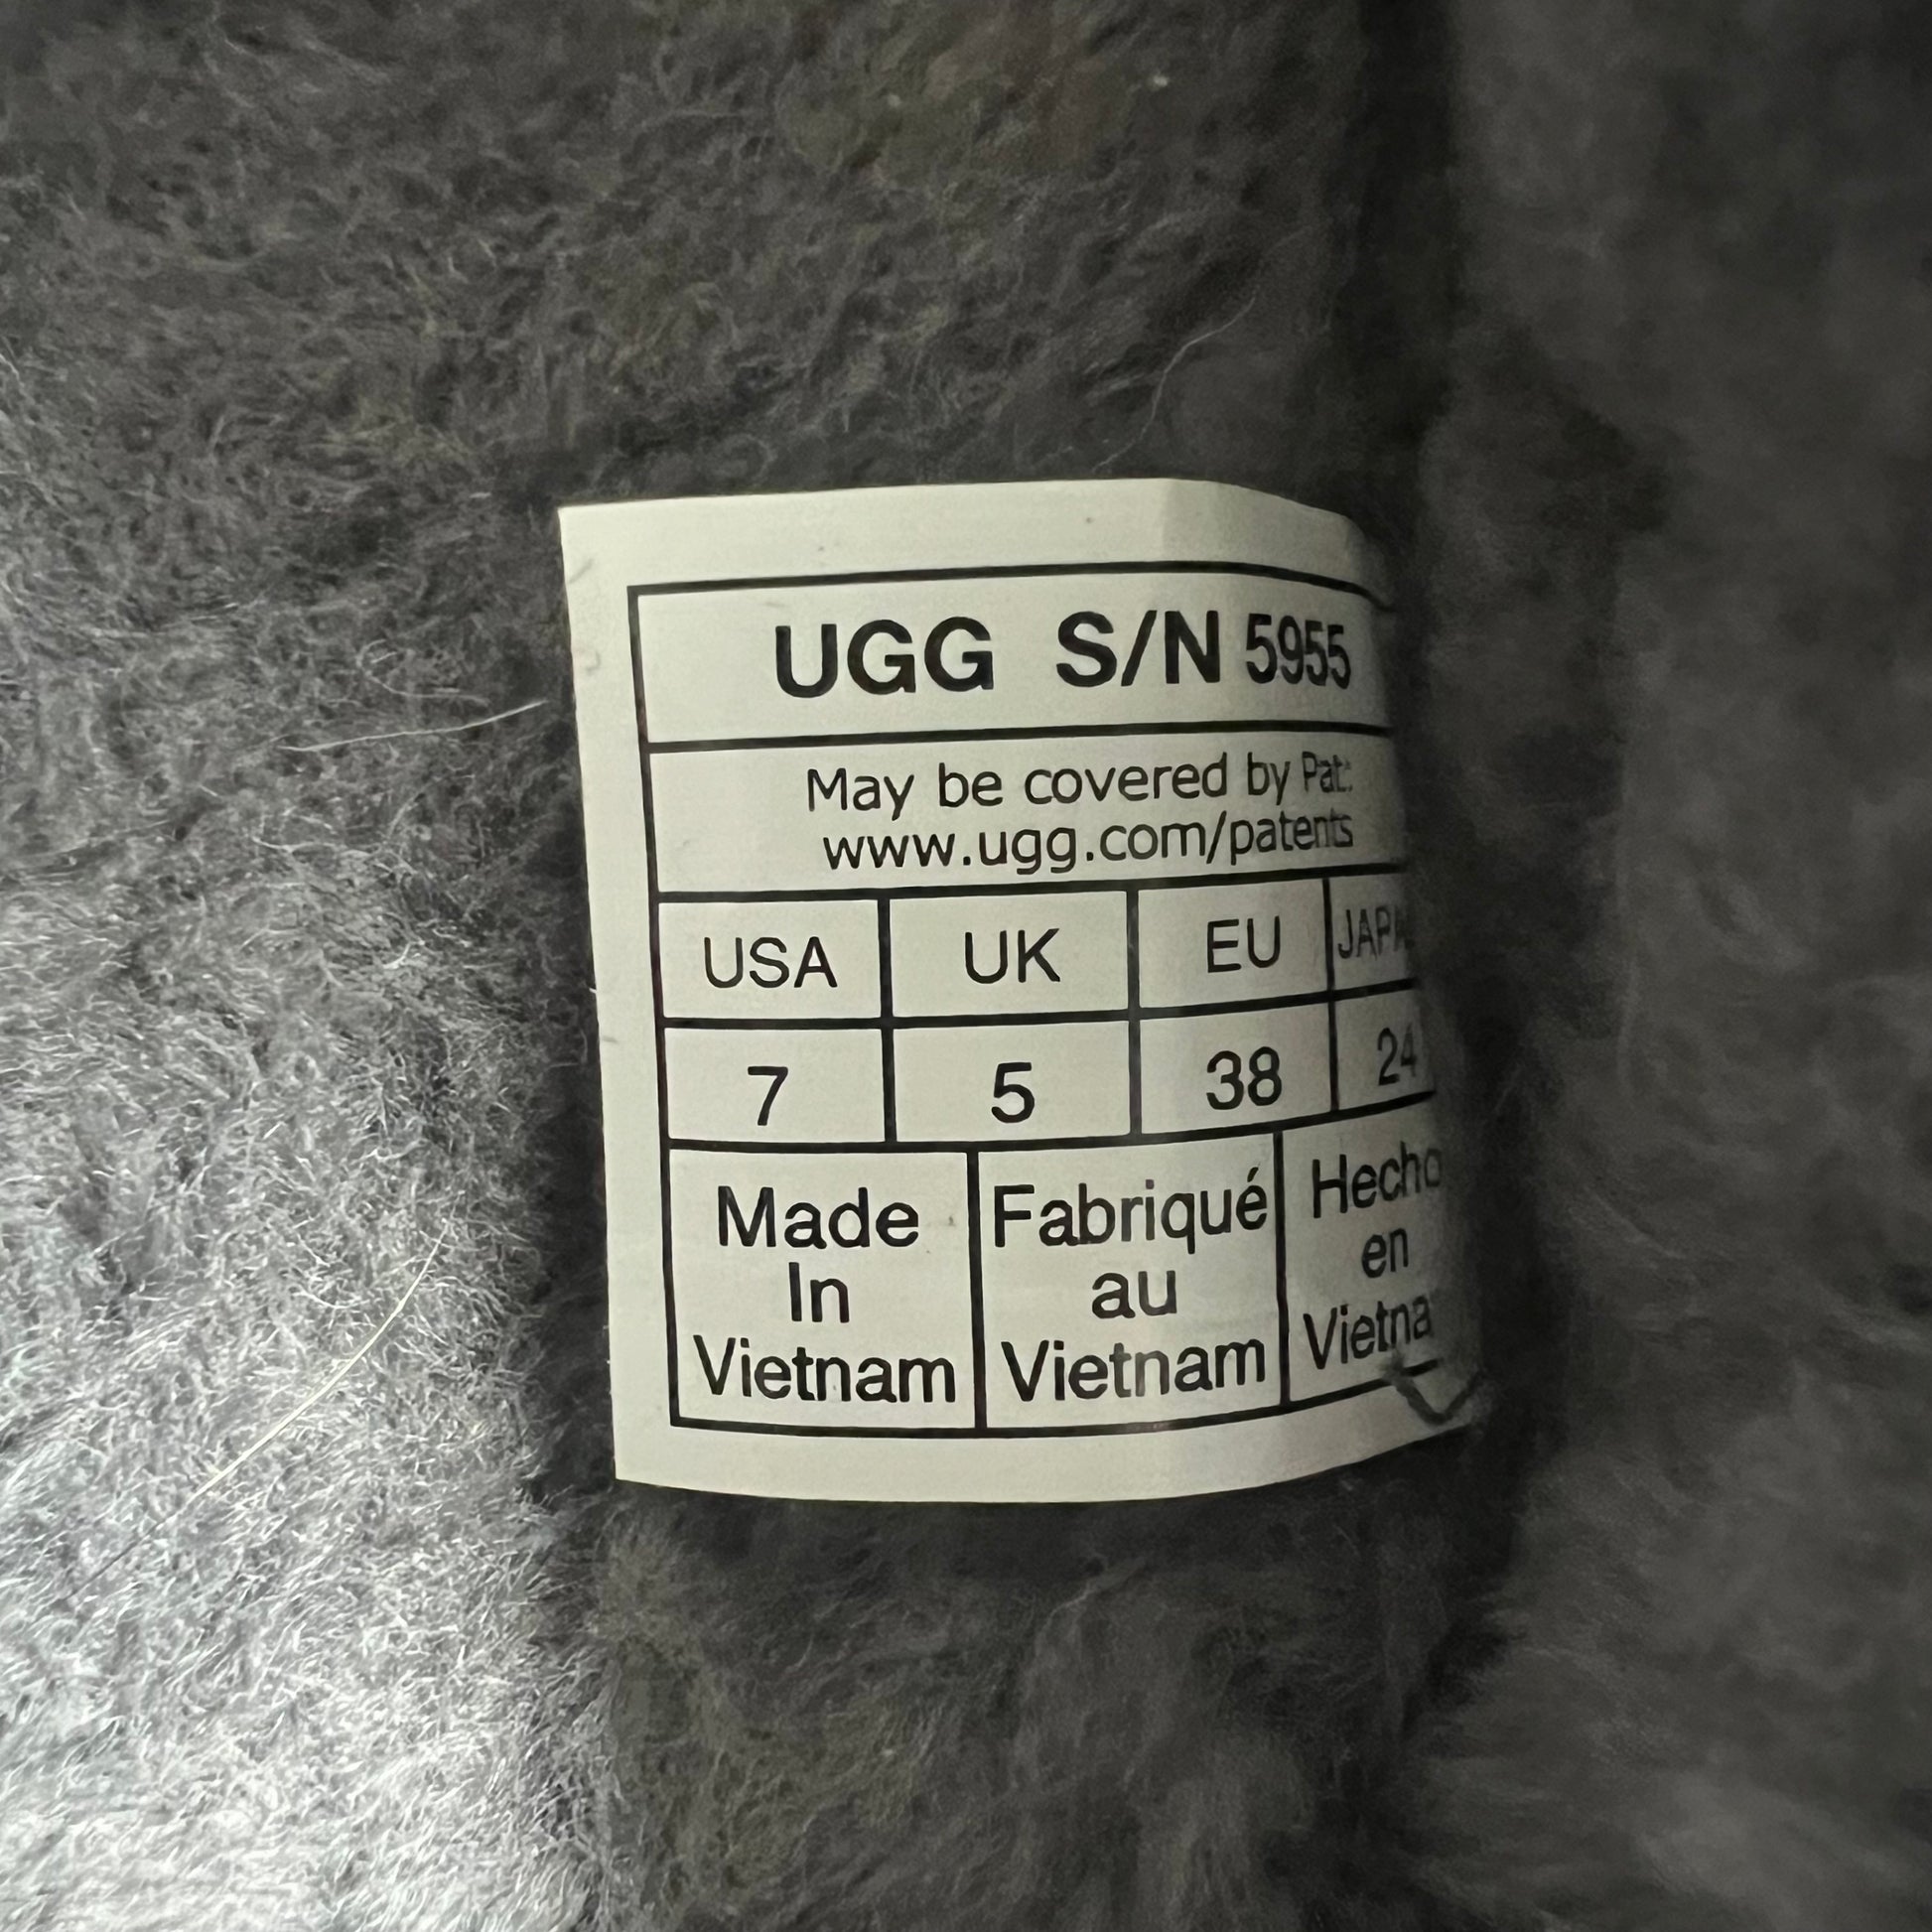 UGG S/N 5955
May be covered by Pat.
www.ugg.com/patents
USA UK EU
7 5 38 24
Made
In
Vietnam
Fabriqué
au
Vietnam
Hecho
en